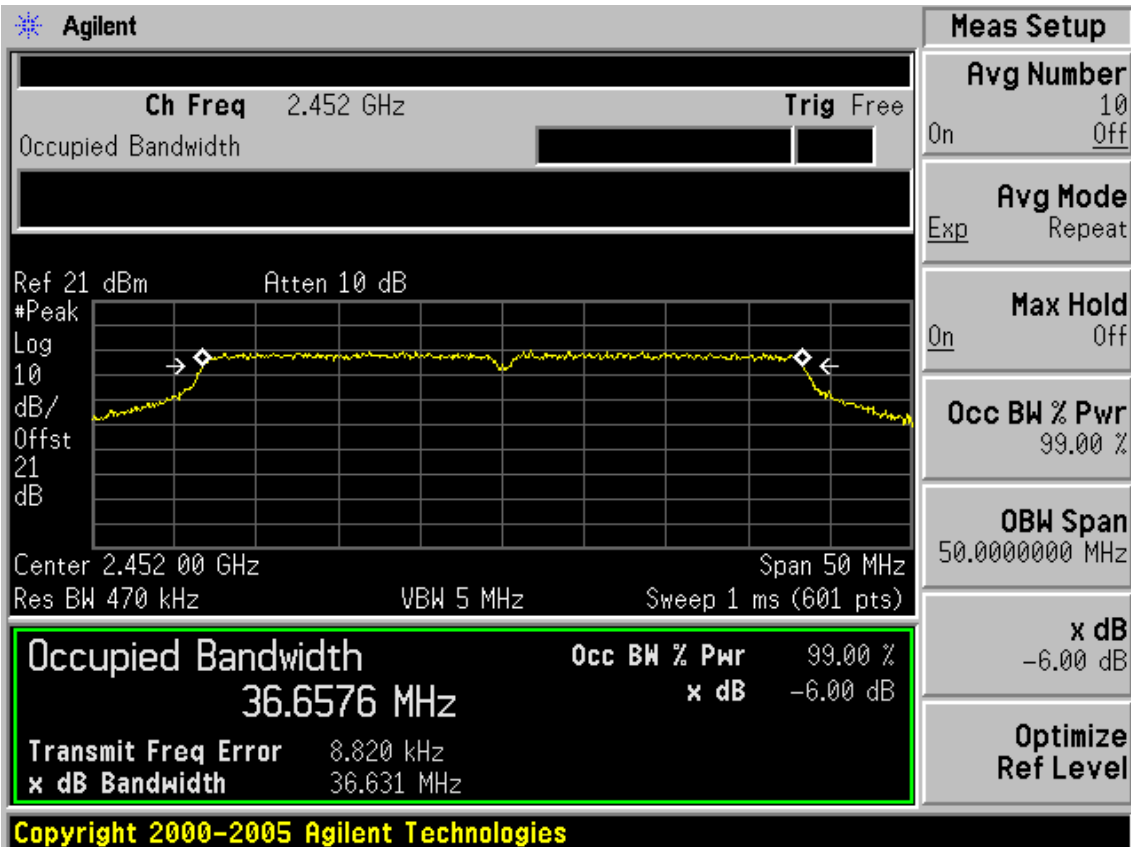 Agilent
Ch Freq 2.452 GHz Trig Free
Occupied Bandwidth
Ref 21 dBm Atten 10 dB
#Peak
Log
10
dB/
Offst
21
dB
Center 2.452 00 GHz Span 50 MHz
Res BW 470 kHz VBW 5 MHz Sweep 1 ms (601 pts)
Occupied Bandwidth
36.6576 MHz
Occ BW % Pwr 99.00 %
x dB -6.00 dB
Transmit Freq Error 8.820 kHz
x dB Bandwidth 36.631 MHz
Copyright 2000-2005 Agilent Technologies
Meas Setup
Avg Number
10
On Off
Avg Mode
Exp Repeat
Max Hold
On Off
Occ BW % Pwr
99.00 %
OBW Span
50.0000000 MHz
x dB
-6.00 dB
Optimize
Ref Level